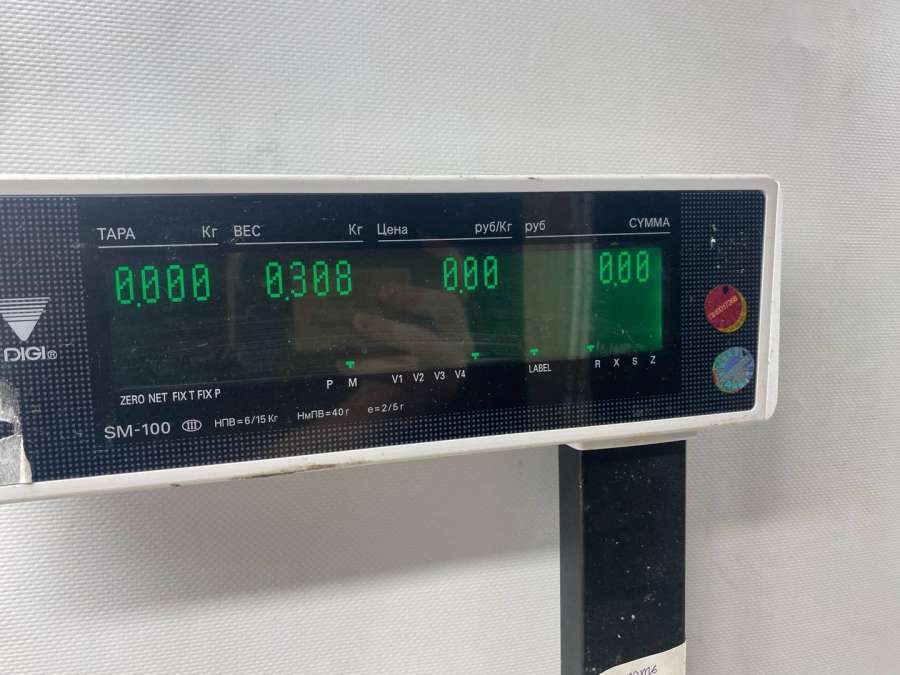 ТАРА Кг ВЕС Кг Цена руб/Кг руб СУММА
0.000 0.308 0.00 0.00
DIGI®
P M V1 V2 V3 V4 LABEL R X S Z
ZERO NET FIX T FIX P
SM-100 III НПВ=6/15 Кг НмПВ=40 г e=2/5 г